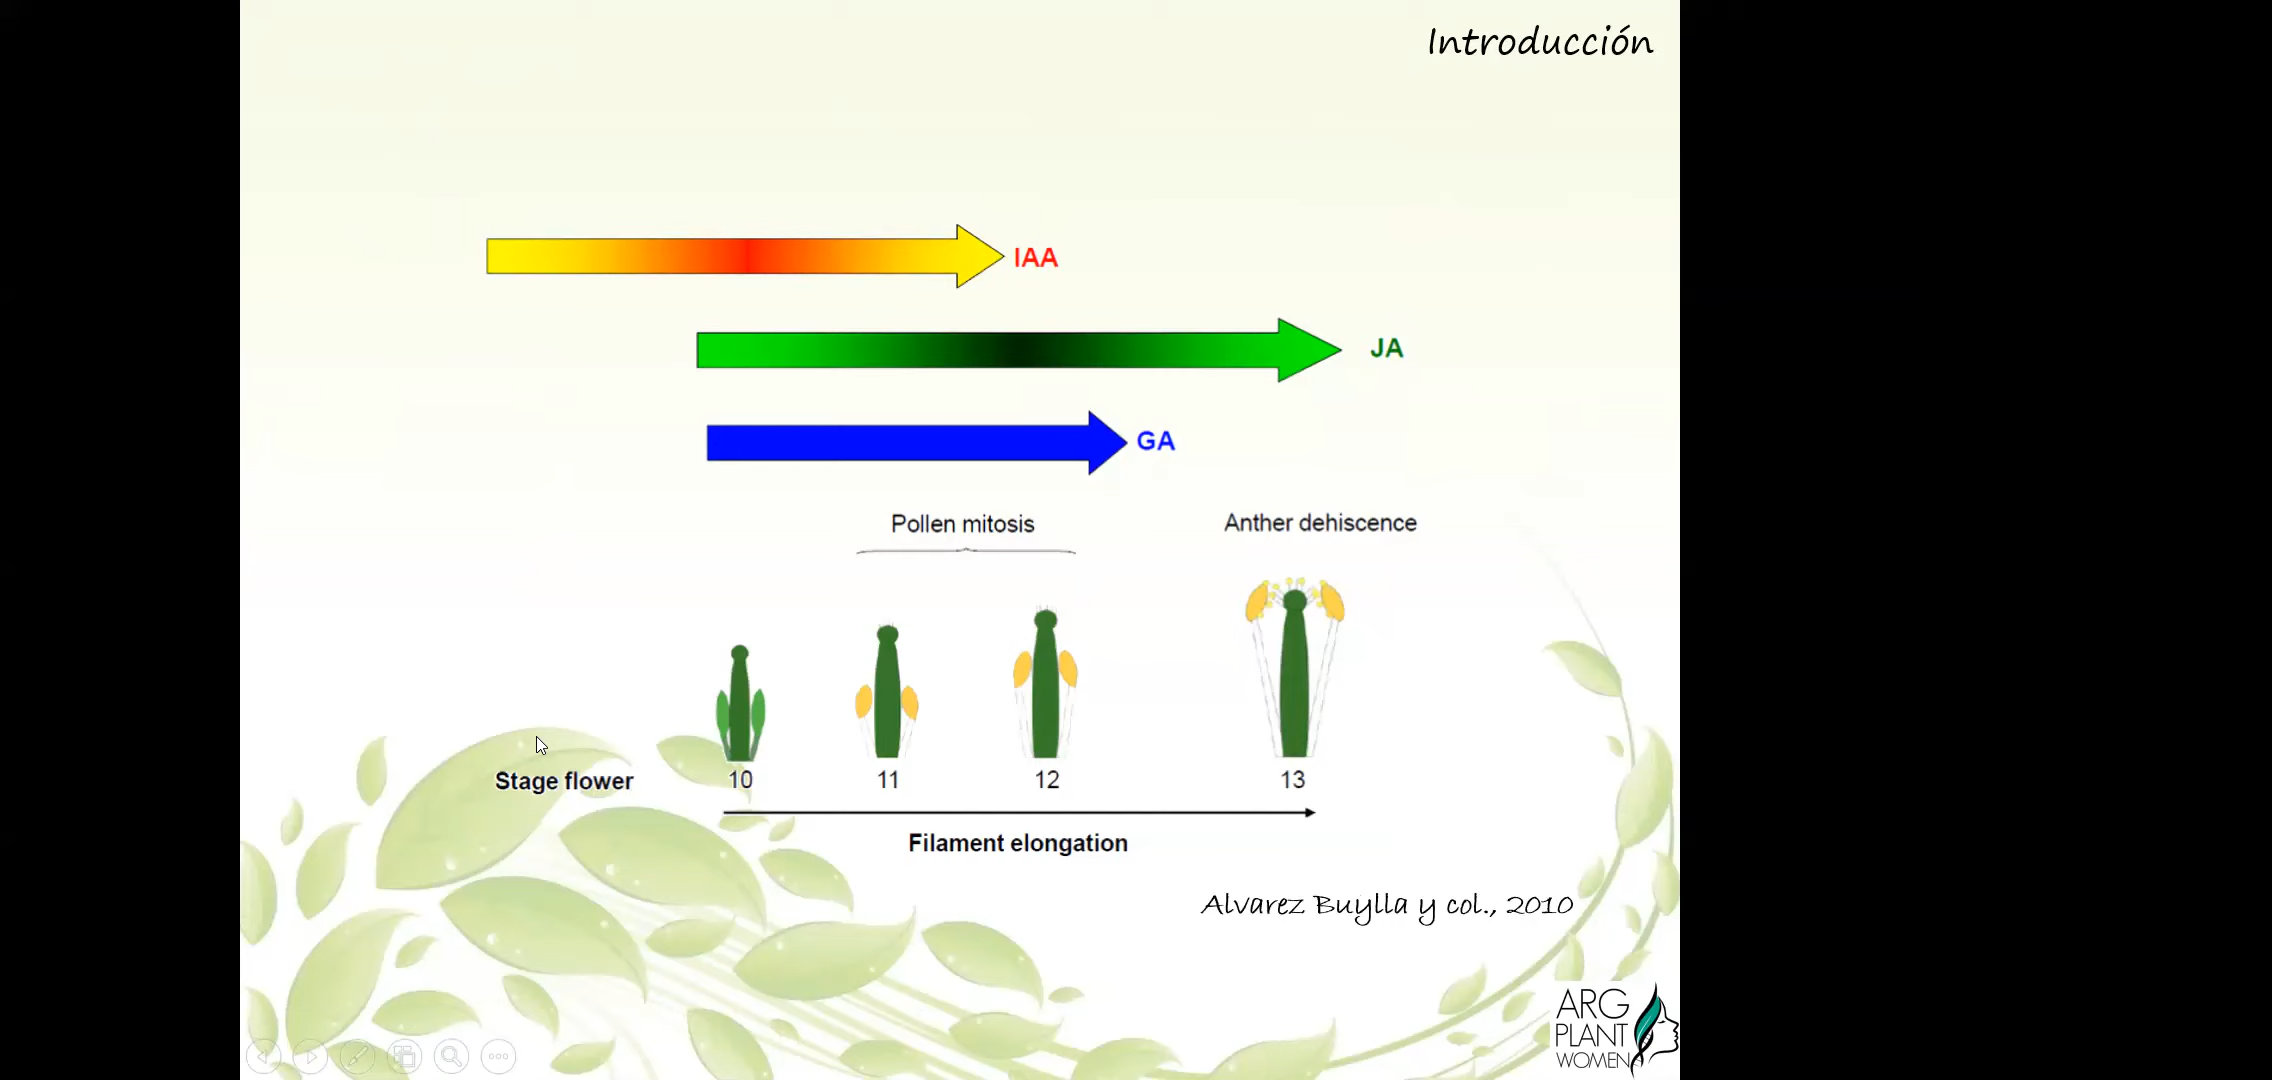 Introducción
IAA
JA
GA
Pollen mitosis
Anther dehiscence
Stage flower
10
11
12
13
Filament elongation
Alvarez Buylla y col., 2010
ARG
PLANT
WOMEN